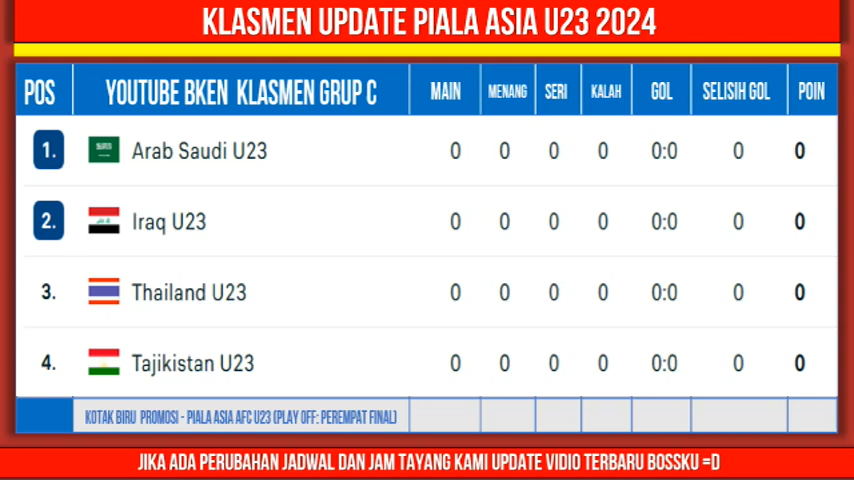 KLASMEN UPDATE PIALA ASIA U23 2024
POS YOUTUBE BKEN KLASMEN GRUP C MAIN MENANG SERI KALAH GOL SELISIH GOL POIN
1. Arab Saudi U23 0 0 0 0 0:0 0 0
2. Iraq U23 0 0 0 0 0:0 0 0
3. Thailand U23 0 0 0 0 0:0 0 0
4. Tajikistan U23 0 0 0 0 0:0 0 0
KOTAK BIRU PROMOSI - PIALA ASIA AFC U23 (PLAY OFF: PEREMPAT FINAL)
JIKA ADA PERUBAHAN JADWAL DAN JAM TAYANG KAMI UPDATE VIDIO TERBARU BOSSKU =D